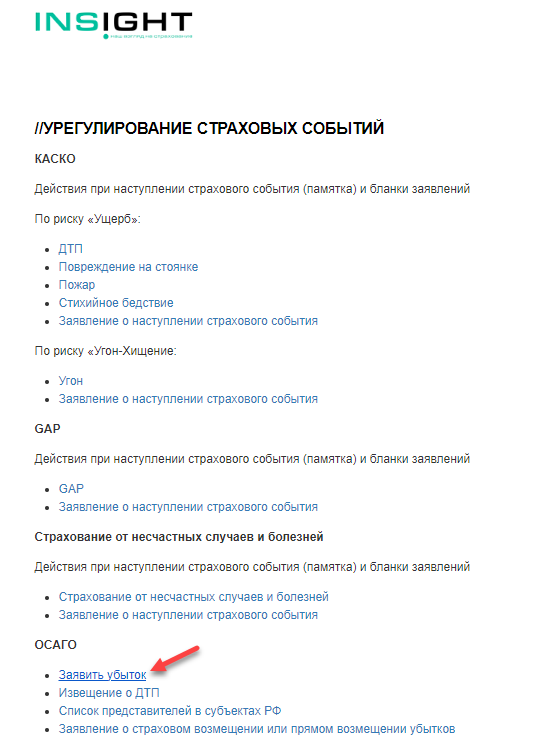 INSIGHT
//УРЕГУЛИРОВАНИЕ СТРАХОВЫХ СОБЫТИЙ
КАСКО
Действия при наступлении страхового события (памятка) и бланки заявлений
По риску «Ущерб»:
ДТП
Повреждение на стоянке
Пожар
Стихийное бедствие
Заявление о наступлении страхового события
По риску «Угон-Хищение:
Угон
Заявление о наступлении страхового события
GAP
Действия при наступлении страхового события (памятка) и бланки заявлений
GAP
Заявление о наступлении страхового события
Страхование от несчастных случаев и болезней
Действия при наступлении страхового события (памятка) и бланки заявлений
Страхование от несчастных случаев и болезней
Заявление о наступлении страхового события
ОСАГО
Заявить убыток
Извещение о ДТП
Список представителей в субъектах РФ
Заявление о страховом возмещении или прямом возмещении убытков